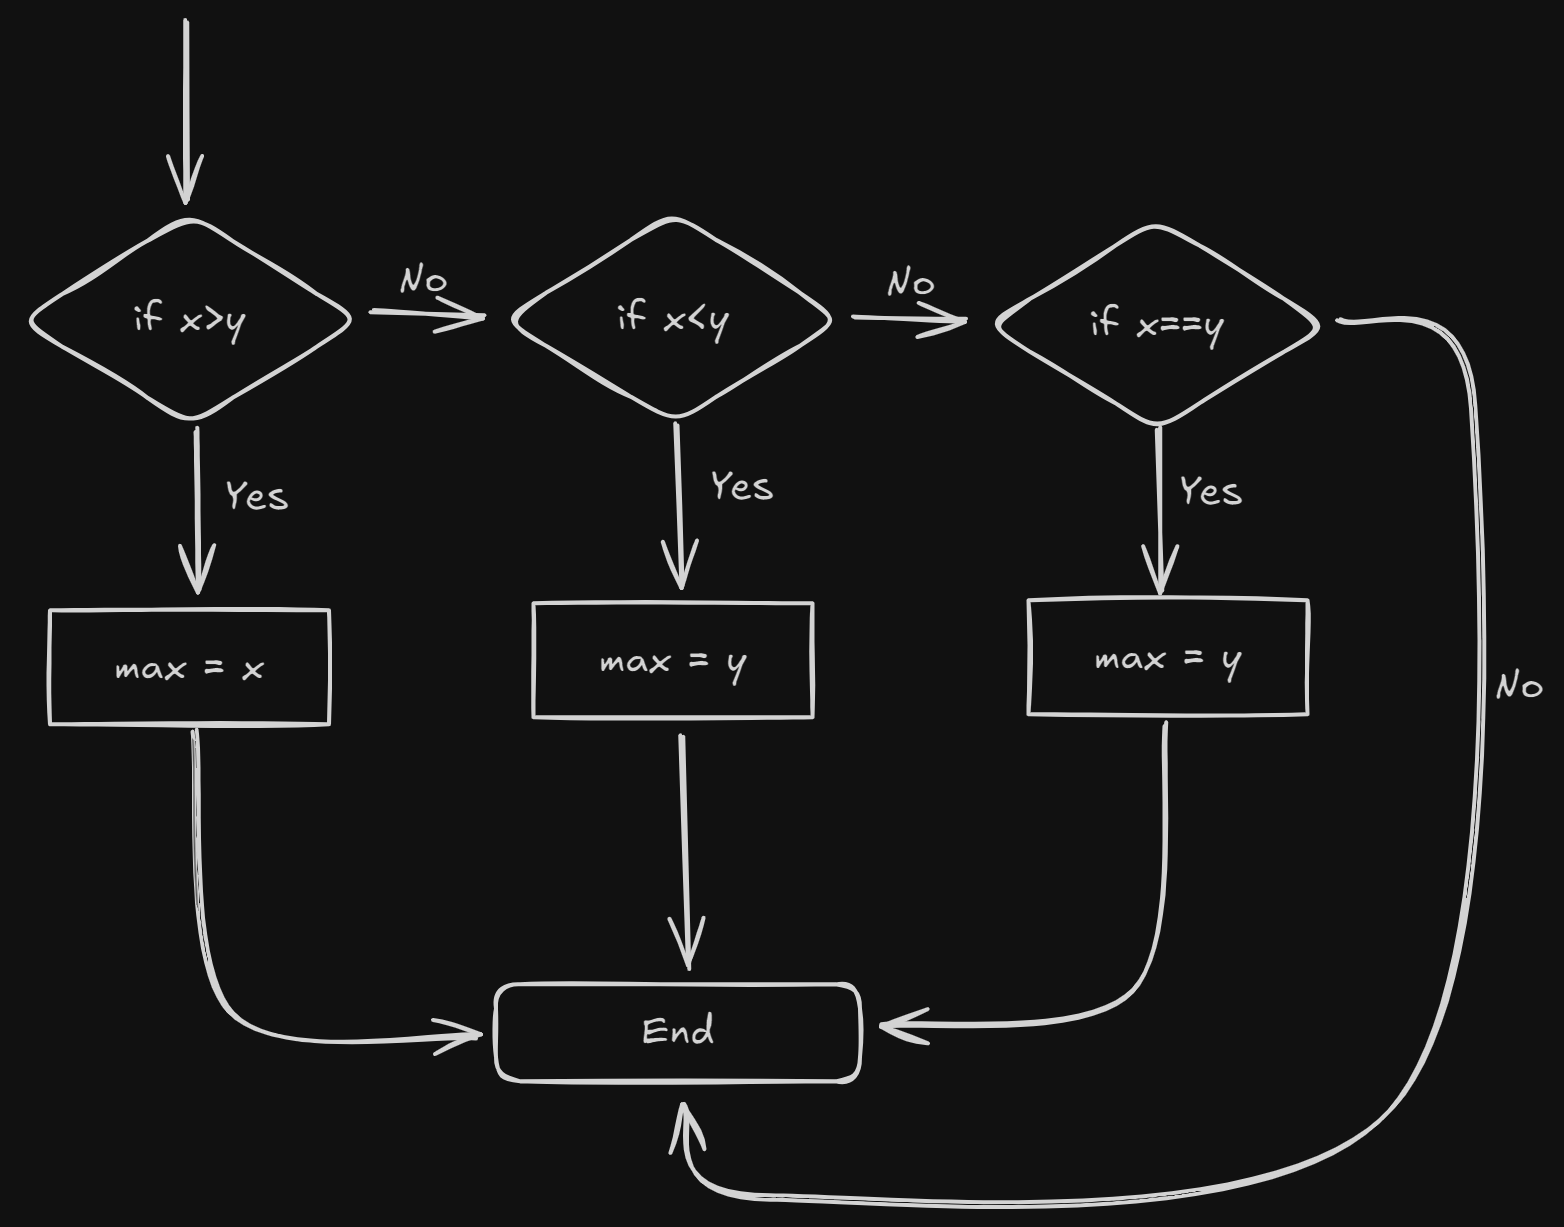 if x>y
No
if x<y
No
if x==y
Yes
Yes
Yes
max = x
max = y
max = y
No
End